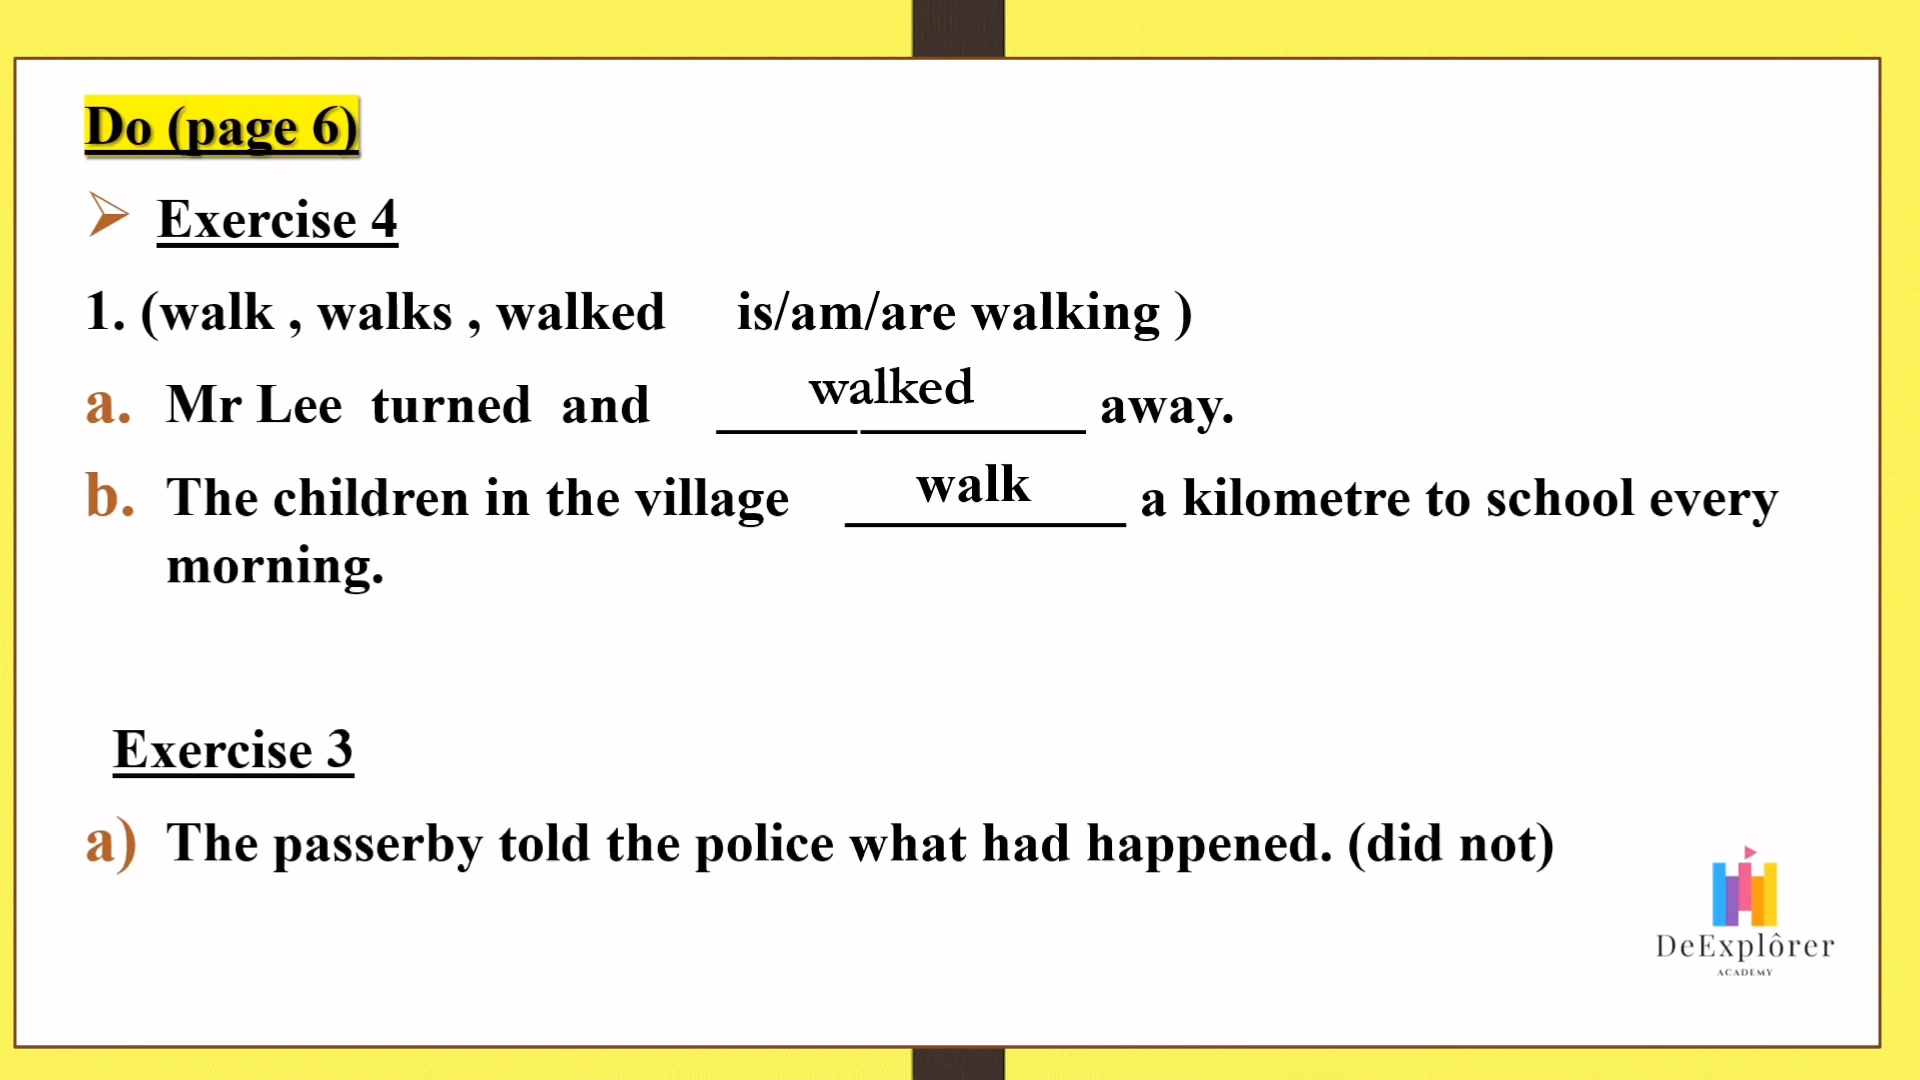 Do (page 6)
Exercise 4
1. (walk , walks , walked is/am/are walking )
a. Mr Lee turned and walked away.
b. The children in the village walk a kilometre to school every
morning.
Exercise 3
a) The passerby told the police what had happened. (did not)
DeExplôrer
ACADEMY